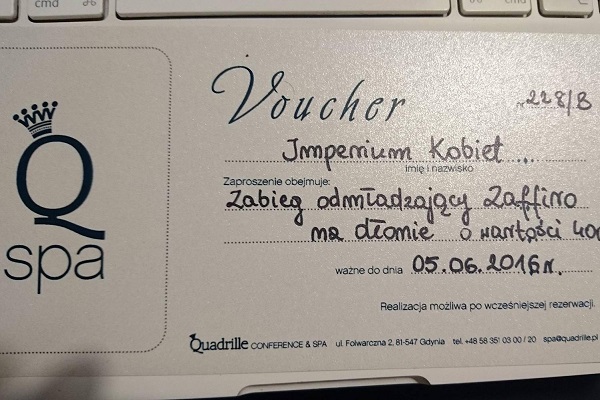 cmd ⌘
cmd
Q
spa
Voucher
nr 228/B
Imperium Kobiet ...
imię i nazwisko
Zaproszenie obejmuje:
Zabieg odmładzający Zaffiro
na dłonie o wartości
ważne do dnia 05.06.2016r.
Realizacja możliwa po wcześniejszej rezerwacji.
Quadrille CONFERENCE & SPA ul. Folwarczna 2, 81-547 Gdynia tel. +48 58 351 03 00 / 20 spa@quadrille.pl